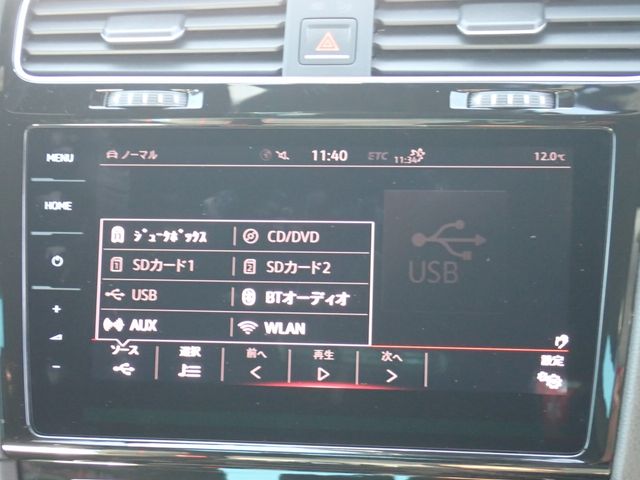 MENU
ノーマル 11:40 ETC 11:34 12.0℃
HOME
ジュークボックス CD/DVD
1 SDカード1 2 SDカード2
USB BTオーディオ
AUX WLAN
USB
ソース 選択 前へ 再生 次へ 設定
+
-